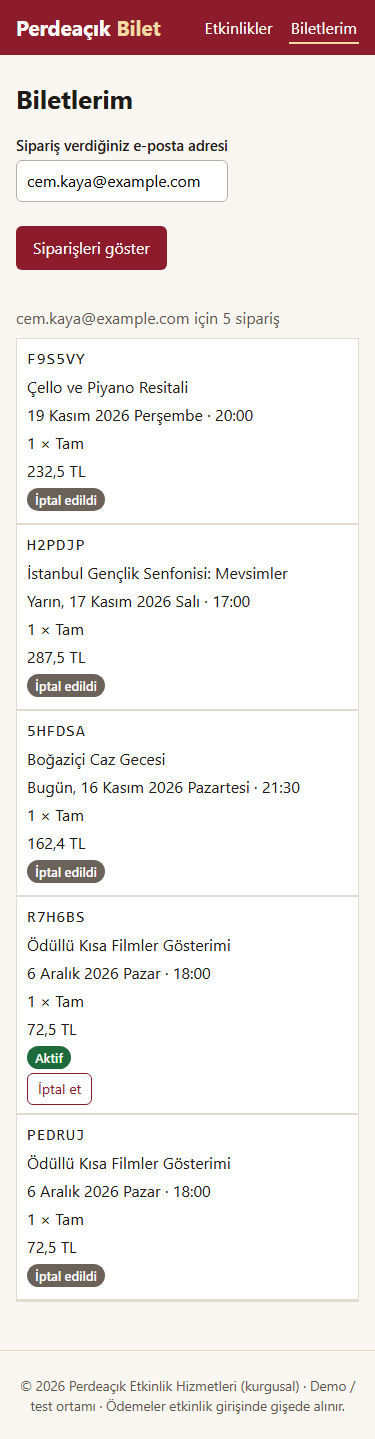 Perdeaçık Bilet
Etkinlikler
Biletlerim
Biletlerim
Sipariş verdiğiniz e-posta adresi
cem.kaya@example.com
Siparişleri göster
cem.kaya@example.com için 5 sipariş
F9S5VY
Çello ve Piyano Resitali
19 Kasım 2026 Perşembe · 20:00
1 × Tam
232,5 TL
İptal edildi
H2PDJP
İstanbul Gençlik Senfonisi: Mevsimler
Yarın, 17 Kasım 2026 Salı · 17:00
1 × Tam
287,5 TL
İptal edildi
5HFDSA
Boğaziçi Caz Gecesi
Bugün, 16 Kasım 2026 Pazartesi · 21:30
1 × Tam
162,4 TL
İptal edildi
R7H6BS
Ödüllü Kısa Filmler Gösterimi
6 Aralık 2026 Pazar · 18:00
1 × Tam
72,5 TL
Aktif
İptal et
PEDRUJ
Ödüllü Kısa Filmler Gösterimi
6 Aralık 2026 Pazar · 18:00
1 × Tam
72,5 TL
İptal edildi
© 2026 Perdeaçık Etkinlik Hizmetleri (kurgusal) · Demo /
test ortamı · Ödemeler etkinlik girişinde gişede alınır.